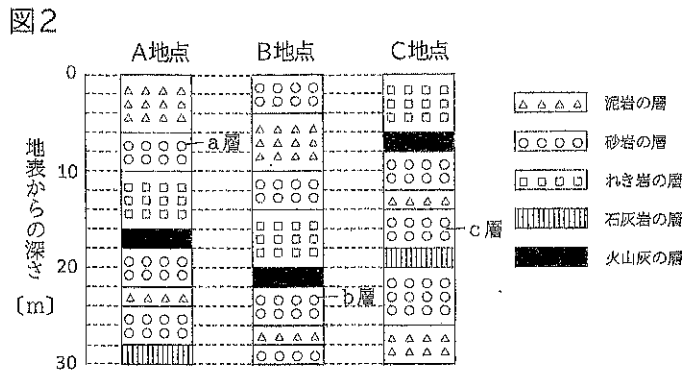 図2
A地点 B地点 C地点
0
10
20
30
地表からの深さ
〔m〕
a層
b層
c層
泥岩の層
砂岩の層
れき岩の層
石灰岩の層
火山灰の層